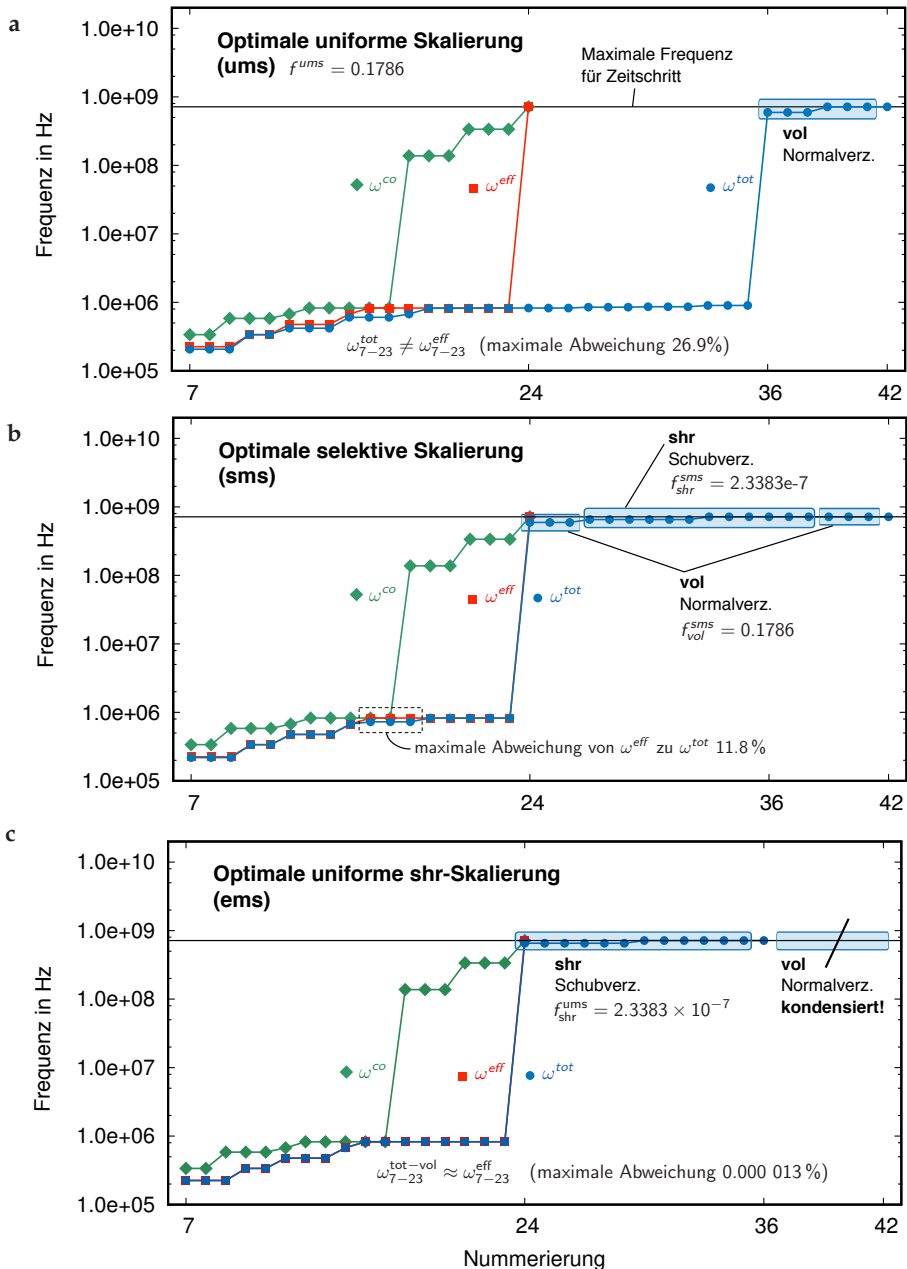 a
1.0e+10
1.0e+09
1.0e+08
1.0e+07
1.0e+06
1.0e+05
Frequenz in Hz
Optimale uniforme Skalierung
(ums) f^ums = 0.1786
Maximale Frequenz
für Zeitschritt
vol
Normalverz.
ω^co
ω^eff
ω^tot
ω^tot_7−23 ≠ ω^eff_7−23 (maximale Abweichung 26.9%)
7 24 36 42
b
1.0e+10
1.0e+09
1.0e+08
1.0e+07
1.0e+06
1.0e+05
Frequenz in Hz
Optimale selektive Skalierung
(sms)
shr
Schubverz.
f^sms_shr = 2.3383e-7
vol
Normalverz.
f^sms_vol = 0.1786
ω^co
ω^eff
ω^tot
maximale Abweichung von ω^eff zu ω^tot 11.8 %
7 24 36 42
c
1.0e+10
1.0e+09
1.0e+08
1.0e+07
1.0e+06
1.0e+05
Frequenz in Hz
Optimale uniforme shr-Skalierung
(ems)
shr
Schubverz.
f^ums_shr = 2.3383 × 10^−7
vol
Normalverz.
kondensiert!
ω^co
ω^eff
ω^tot
ω^tot−vol_7−23 ≈ ω^eff_7−23 (maximale Abweichung 0.000 013 %)
7 24 36 42
Nummerierung